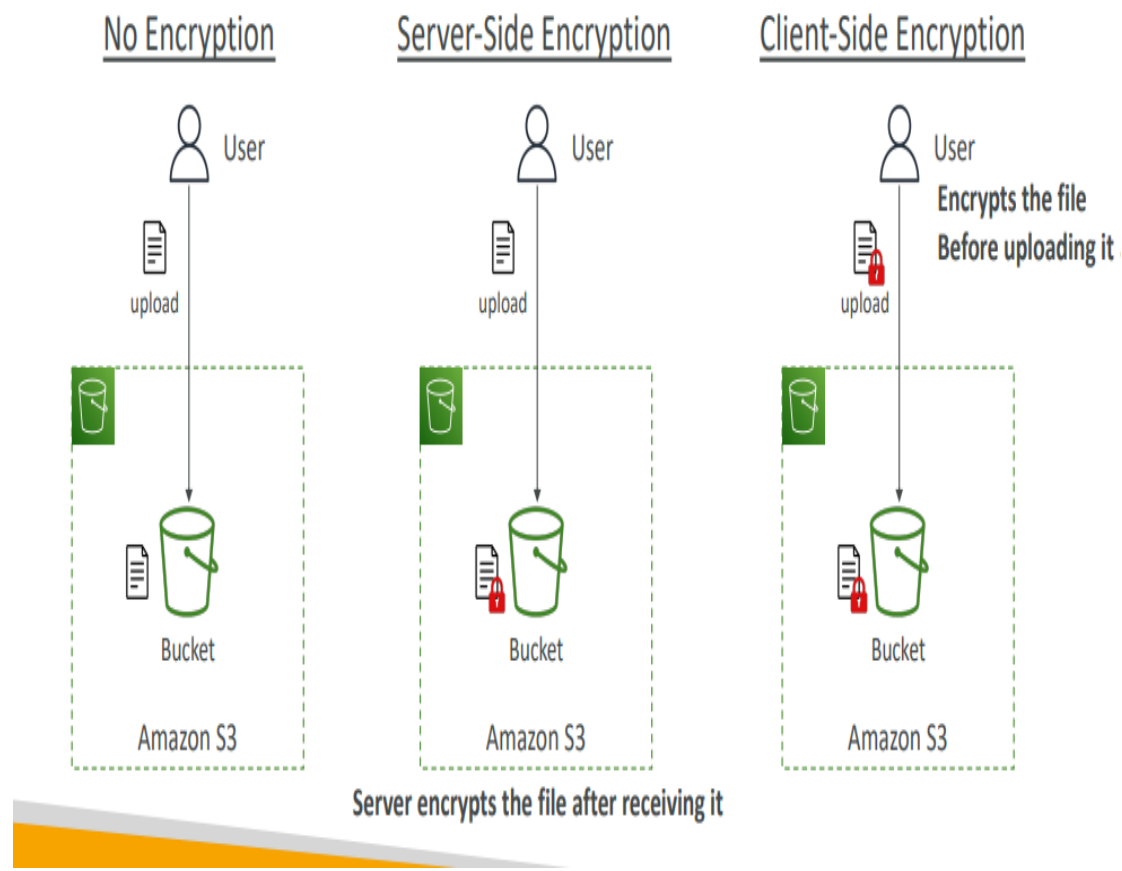 No Encryption
Server-Side Encryption
Client-Side Encryption
User
User
User
Encrypts the file
Before uploading it
upload
upload
upload
Bucket
Bucket
Bucket
Amazon S3
Amazon S3
Amazon S3
Server encrypts the file after receiving it